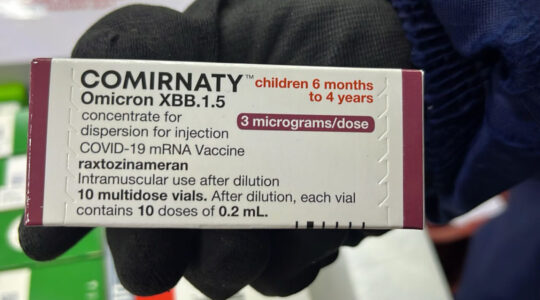 COMIRNATY™ children 6 months
to 4 years
Omicron XBB.1.5
concentrate for
dispersion for injection
3 micrograms/dose
COVID-19 mRNA Vaccine
raxtozinameran
Intramuscular use after dilution
10 multidose vials. After dilution, each vial
contains 10 doses of 0.2 mL.